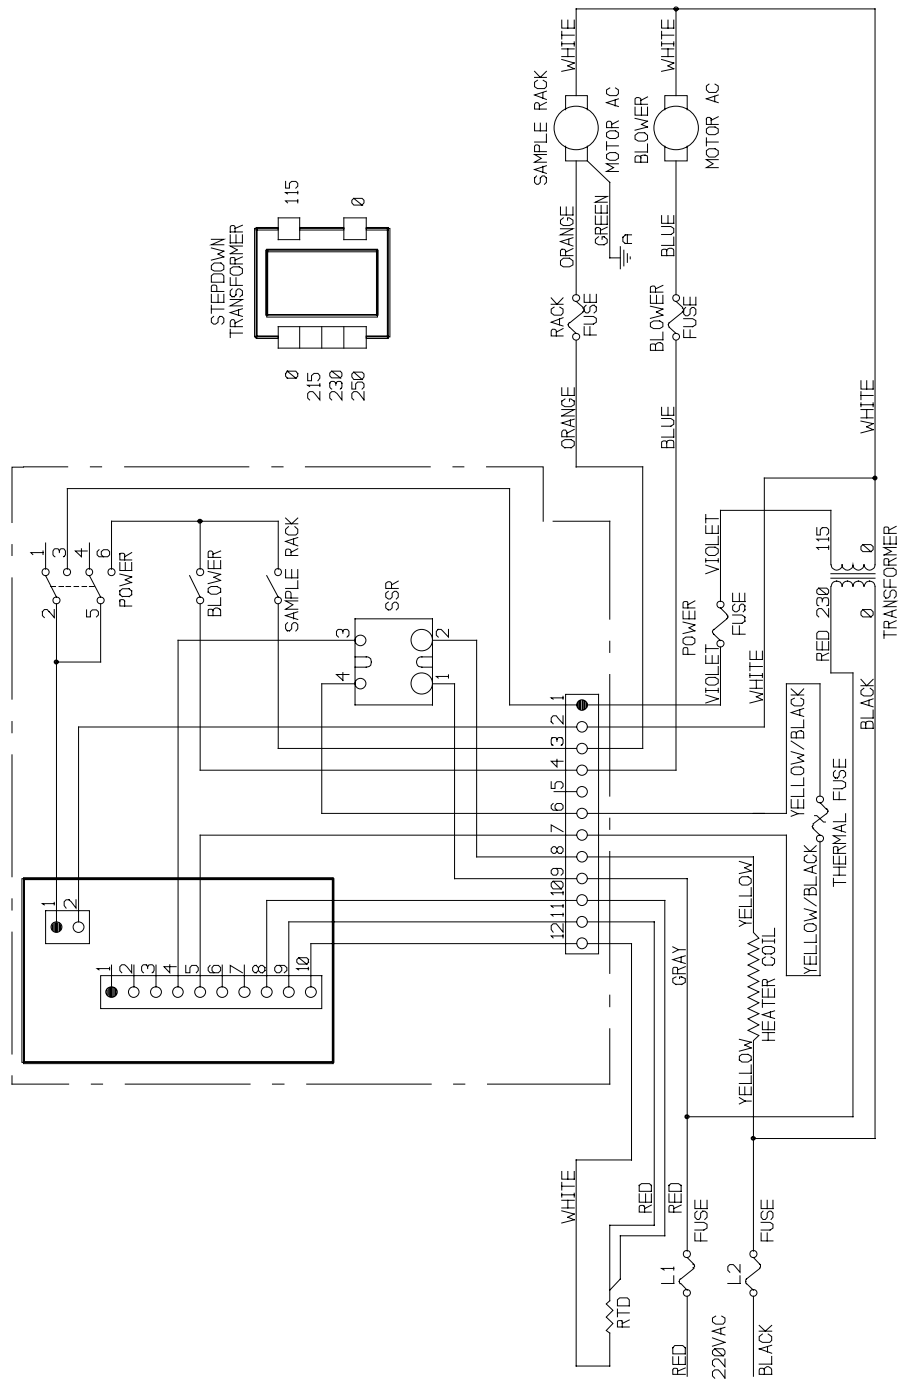 WHITE
WHITE
SAMPLE RACK
MOTOR AC
BLOWER
MOTOR AC
ORANGE
GREEN
A
BLUE
RACK
FUSE
BLOWER
FUSE
ORANGE
BLUE
WHITE
STEPDOWN
TRANSFORMER
115
0
0
215
230
250
1
3
4
6
2
5
POWER
BLOWER
SAMPLE RACK
SSR
3
4
2
1
VIOLET
115
0
TRANSFORMER
POWER
FUSE
RED
230
0
VIOLET
WHITE
BLACK
1
2
3
4
5
6
7
8
9
10
11
12
YELLOW/BLACK
THERMAL FUSE
YELLOW/BLACK
1
2
1
2
3
4
5
6
7
8
9
10
GRAY
YELLOW
HEATER COIL
YELLOW
WHITE
RED
RED
RTD
L1
FUSE
L2
FUSE
RED
220VAC
BLACK